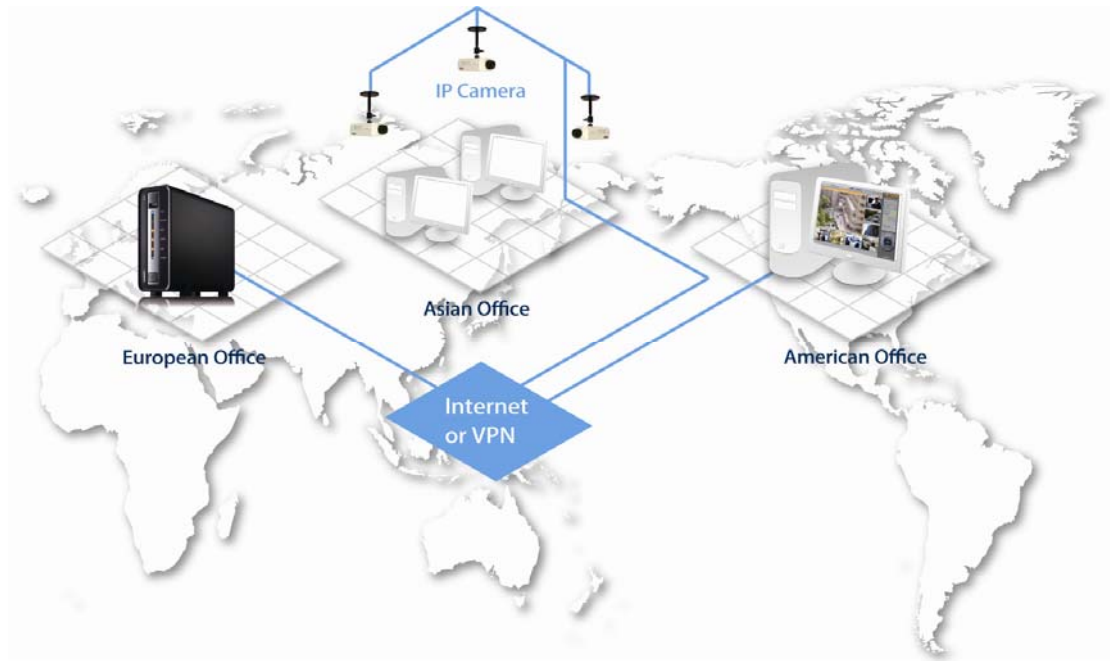 IP Camera
Asian Office
European Office
American Office
Internet
or VPN